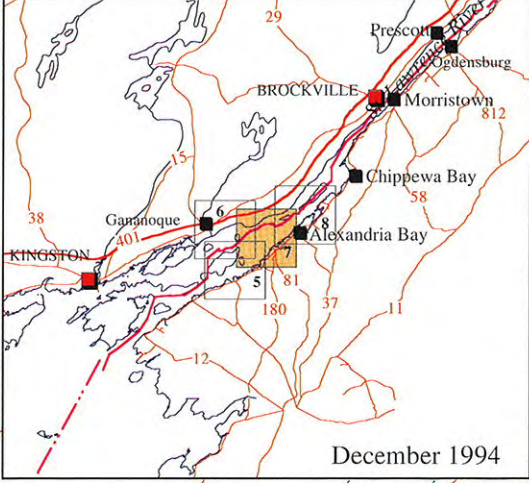 29
Prescott
Ogdensburg
St. Lawrence River
BROCKVILLE
Morristown
812
15
Chippewa Bay
58
38
6
8
Gananoque
401
Alexandria Bay
KINGSTON
9
7
5
81
37
180
11
12
December 1994